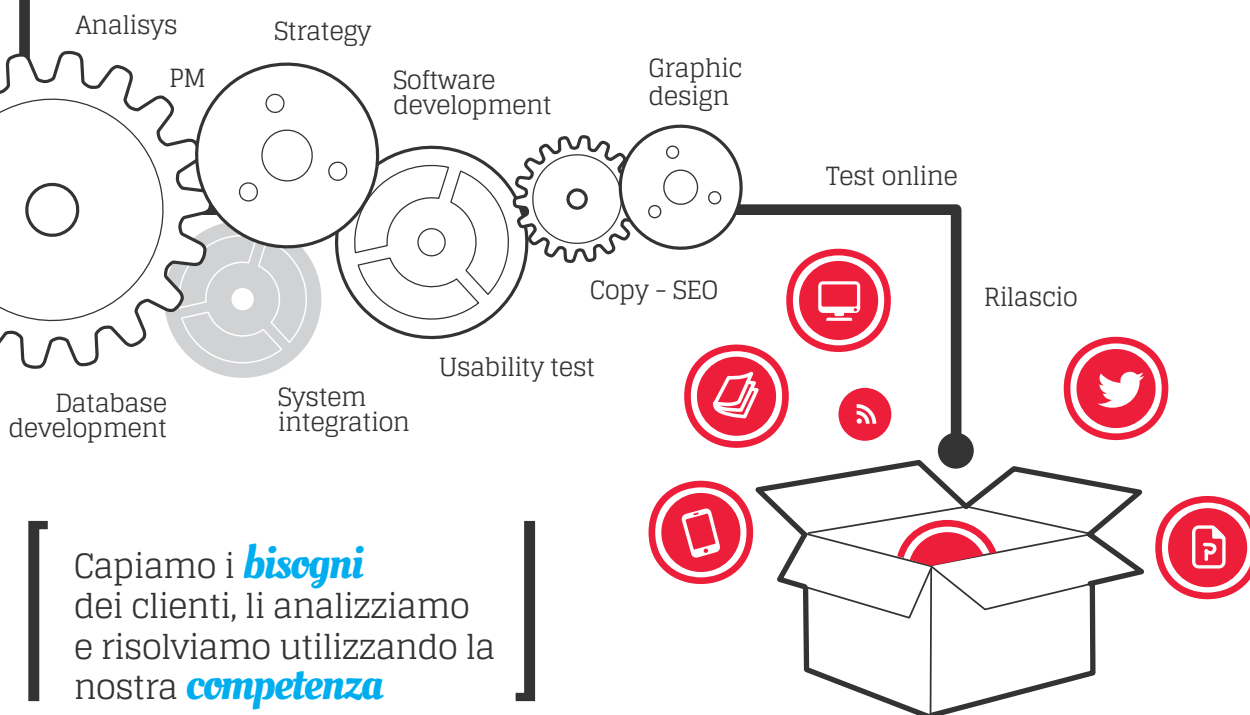 Analisys
Strategy
PM
Software
development
Graphic
design
Test online
Copy - SEO
Rilascio
Usability test
Database
development
System
integration
Capiamo i bisogni
dei clienti, li analizziamo
e risolviamo utilizzando la
nostra competenza
P